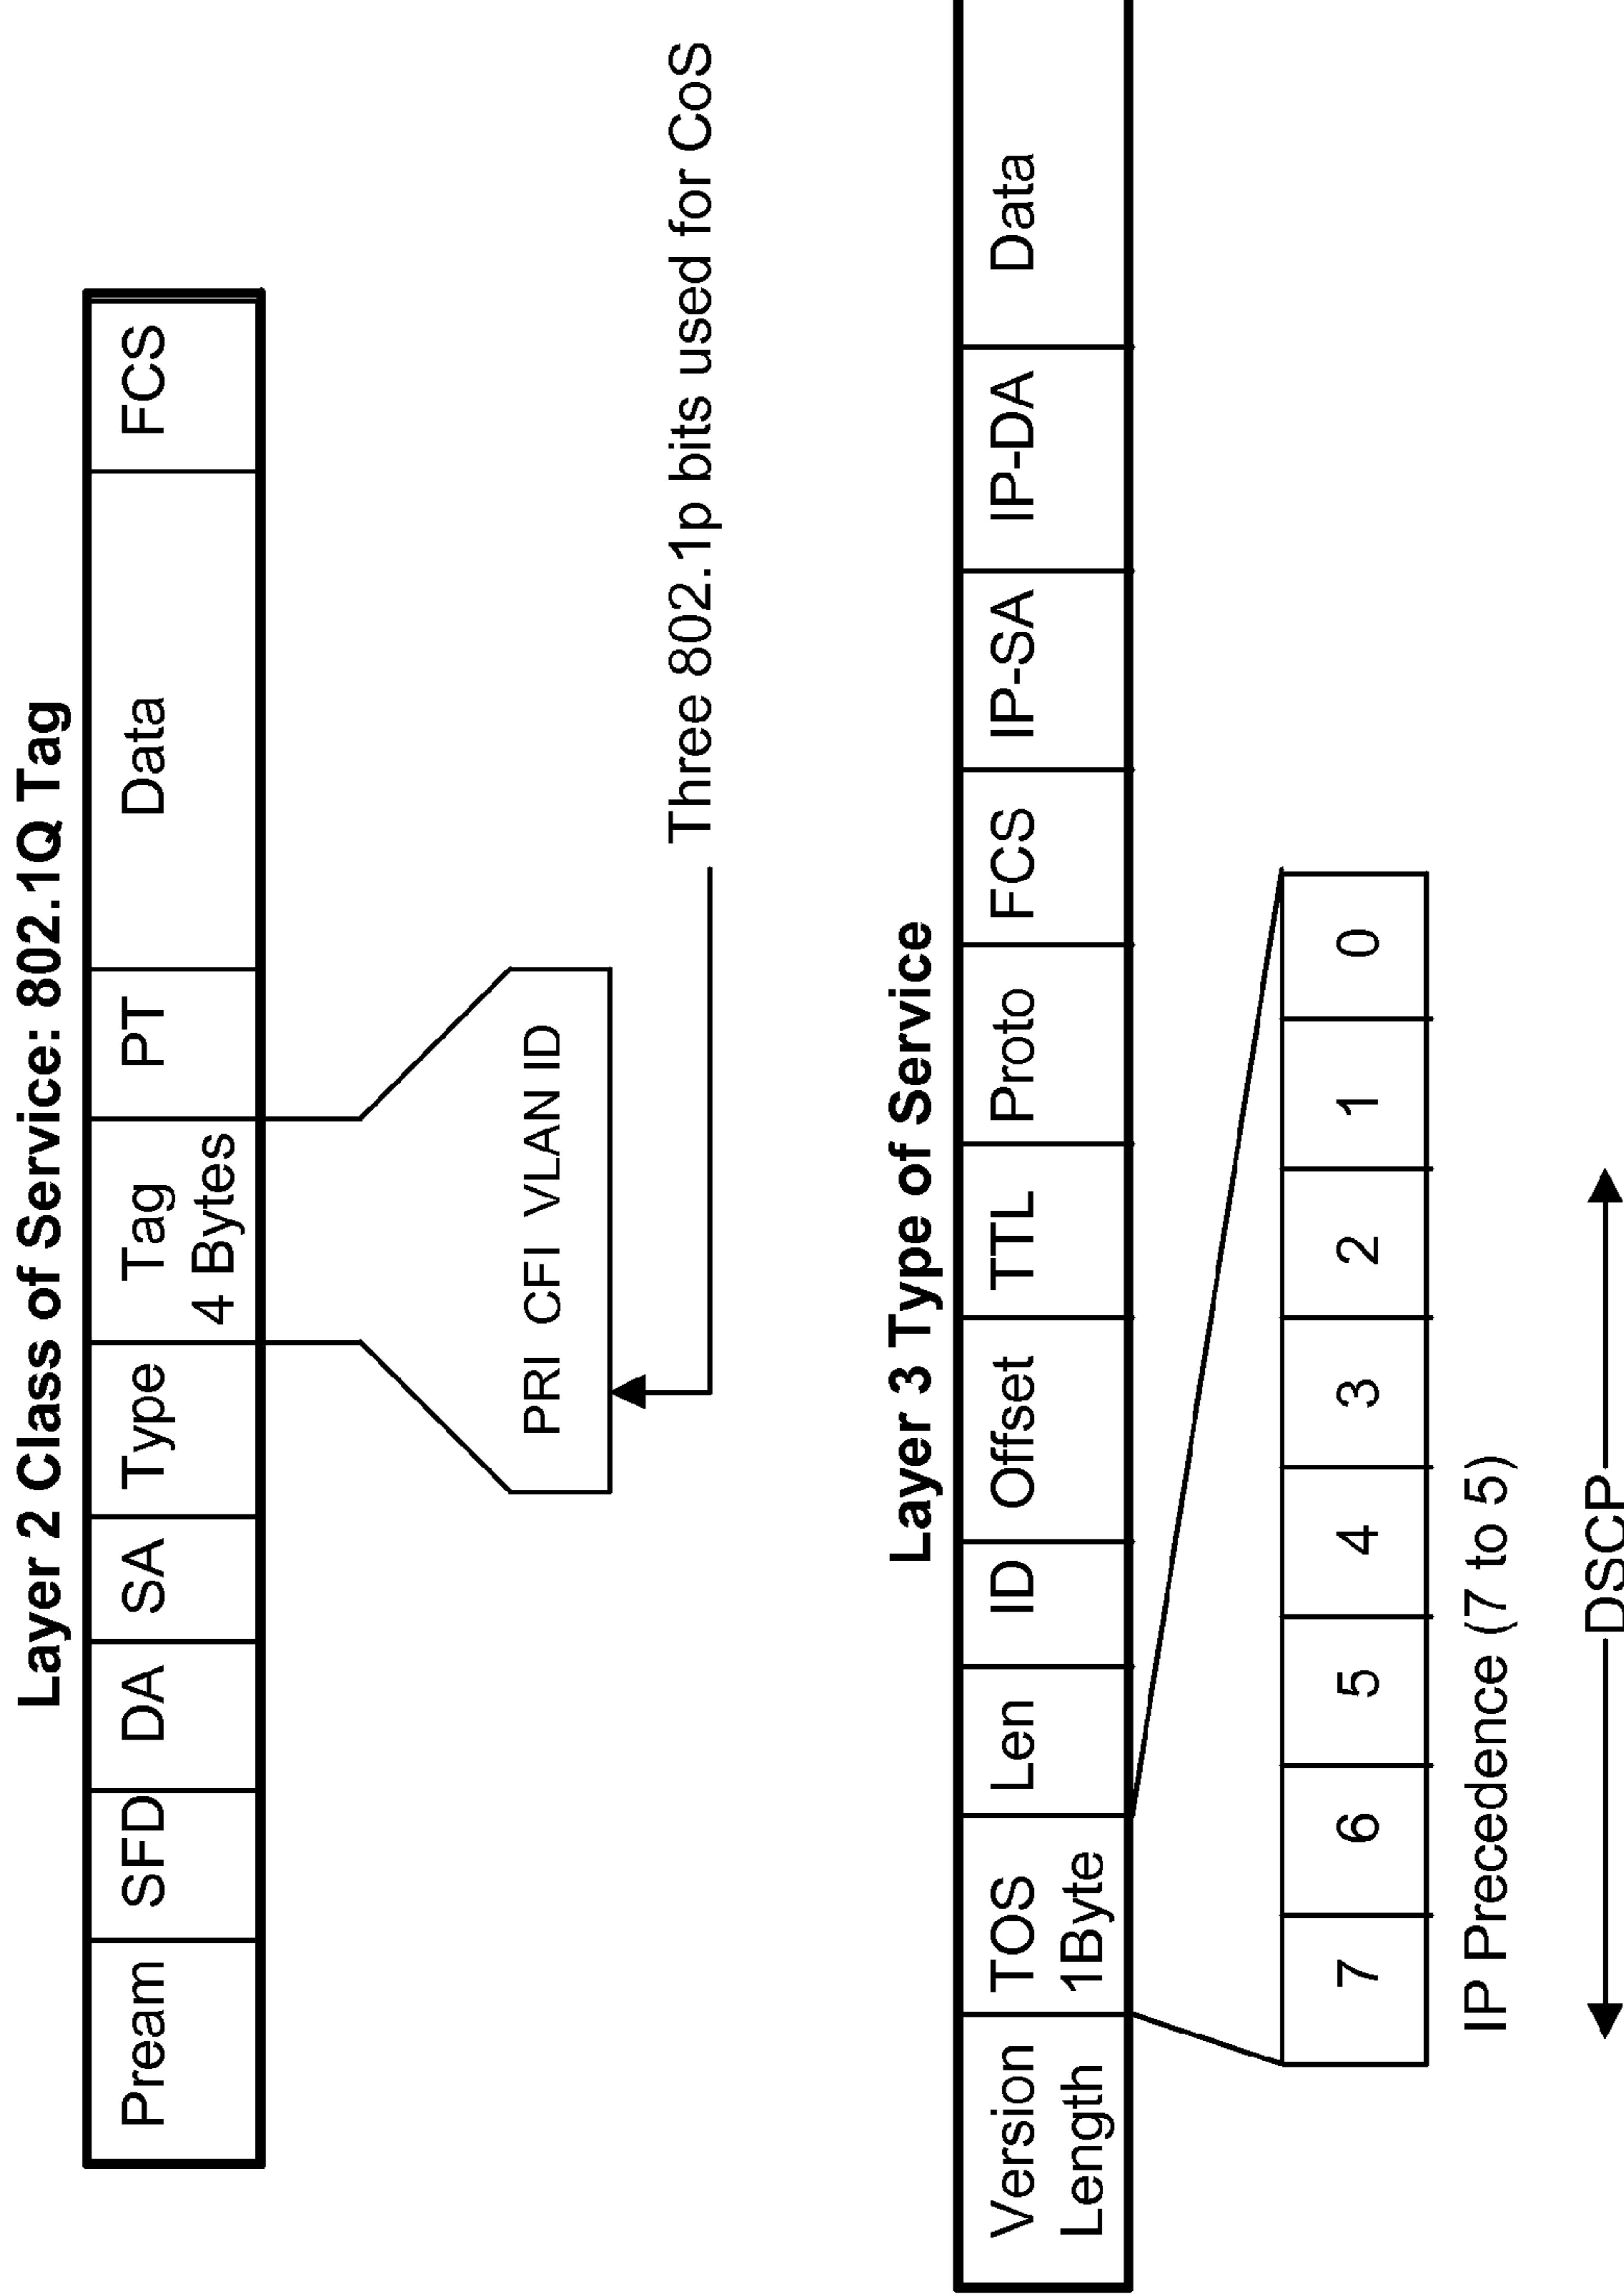 Layer 2 Class of Service: 802.1Q Tag
Pream SFD DA SA Type Tag PT Data FCS
4 Bytes
PRI CFI VLAN ID
Three 802.1p bits used for CoS
Layer 3 Type of Service
Version TOS Len ID Offset TTL Proto FCS IP-SA IP-DA Data
Length 1Byte
7 6 5 4 3 2 1 0
IP Precedence (7 to 5)
DSCP